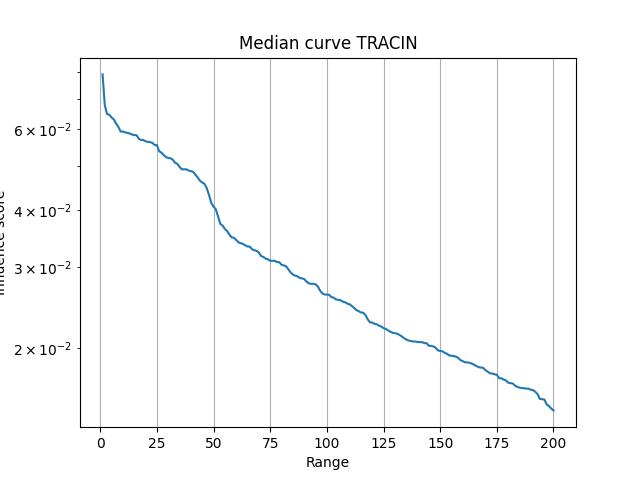 Median curve TRACIN
6 × 10⁻²
4 × 10⁻²
3 × 10⁻²
2 × 10⁻²
0 25 50 75 100 125 150 175 200
Range
score